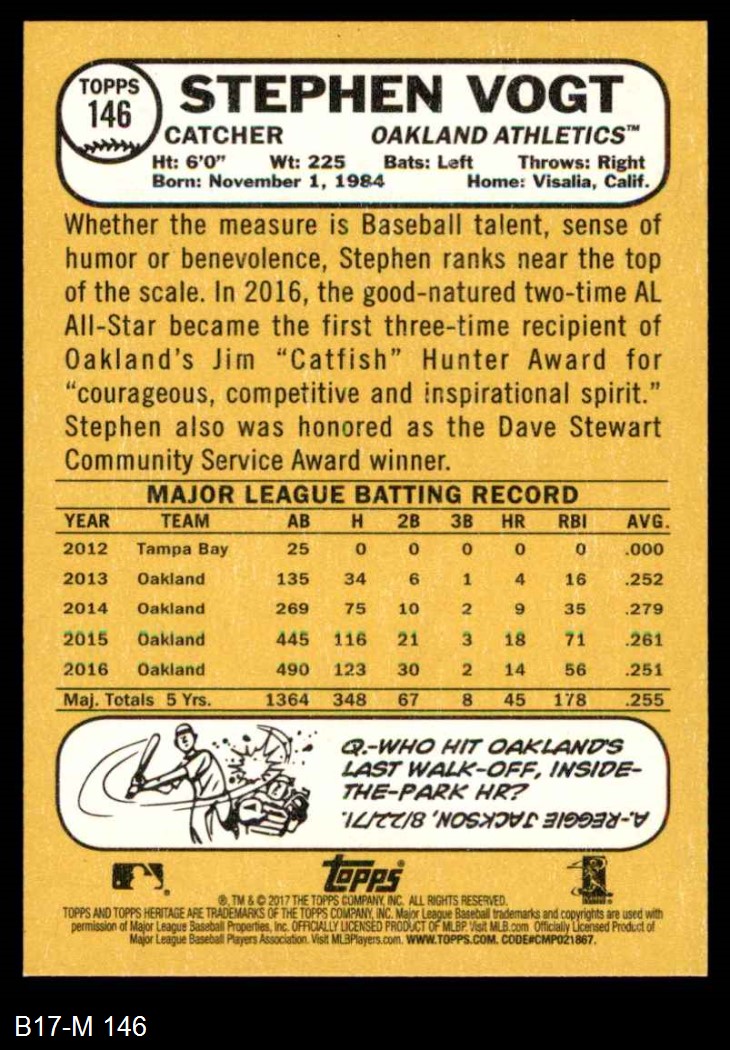 TOPPS
146
STEPHEN VOGT
CATCHER OAKLAND ATHLETICS™
Ht: 6'0" Wt: 225 Bats: Left Throws: Right
Born: November 1, 1984 Home: Visalia, Calif.
Whether the measure is Baseball talent, sense of
humor or benevolence, Stephen ranks near the top
of the scale. In 2016, the good-natured two-time AL
All-Star became the first three-time recipient of
Oakland's Jim "Catfish" Hunter Award for
"courageous, competitive and inspirational spirit."
Stephen also was honored as the Dave Stewart
Community Service Award winner.
MAJOR LEAGUE BATTING RECORD
YEAR TEAM AB H 2B 3B HR RBI AVG.
2012 Tampa Bay 25 0 0 0 0 0 .000
2013 Oakland 135 34 6 1 4 16 .252
2014 Oakland 269 75 10 2 9 35 .279
2015 Oakland 445 116 21 3 18 71 .261
2016 Oakland 490 123 30 2 14 56 .251
Maj. Totals 5 Yrs. 1364 348 67 8 45 178 .255
Q.-WHO HIT OAKLAND'S
LAST WALK-OFF, INSIDE-
THE-PARK HR?
A.-REGGIE JACKSON, 8/22/71.
topps
®, TM & © 2017 THE TOPPS COMPANY, INC. ALL RIGHTS RESERVED.
TOPPS AND TOPPS HERITAGE ARE TRADEMARKS OF THE TOPPS COMPANY, INC. Major League Baseball trademarks and copyrights are used with
permission of Major League Baseball Properties, Inc. OFFICIALLY LICENSED PRODUCT OF MLBP. Visit MLB.com Officially Licensed Product of
Major League Baseball Players Association. Visit MLBPlayers.com. WWW.TOPPS.COM. CODE#CMP021867.
B17-M 146